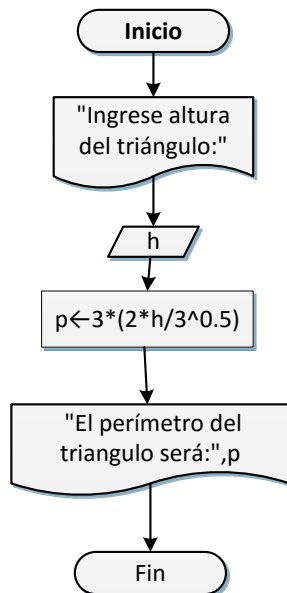 Inicio
"Ingrese altura
del triángulo:"
h
p←3*(2*h/3^0.5)
"El perímetro del
triangulo será:",p
Fin